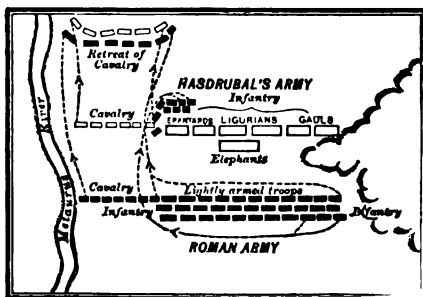 Retreat of
Cavalry
HASDRUBAL'S ARMY
Infantry
Cavalry
SPANIARDS
LIGURIANS
GAULS
Elephants
River
Metaurus
Cavalry
Lightly armed troops
Infantry
Infantry
ROMAN ARMY